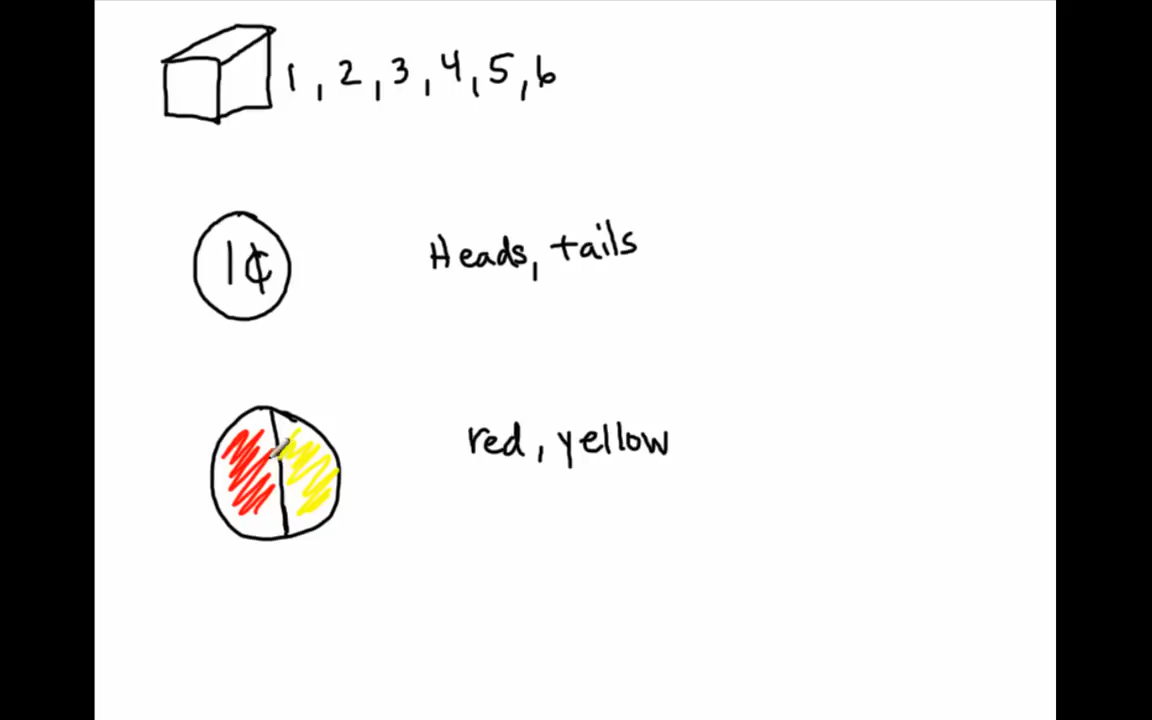 1, 2, 3, 4, 5, 6
1¢
Heads, tails
red, yellow